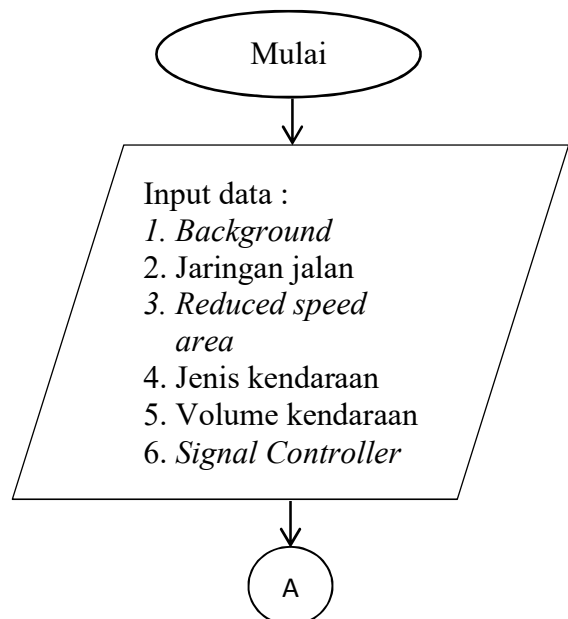 Mulai
Input data :
1. Background
2. Jaringan jalan
3. Reduced speed
area
4. Jenis kendaraan
5. Volume kendaraan
6. Signal Controller
A